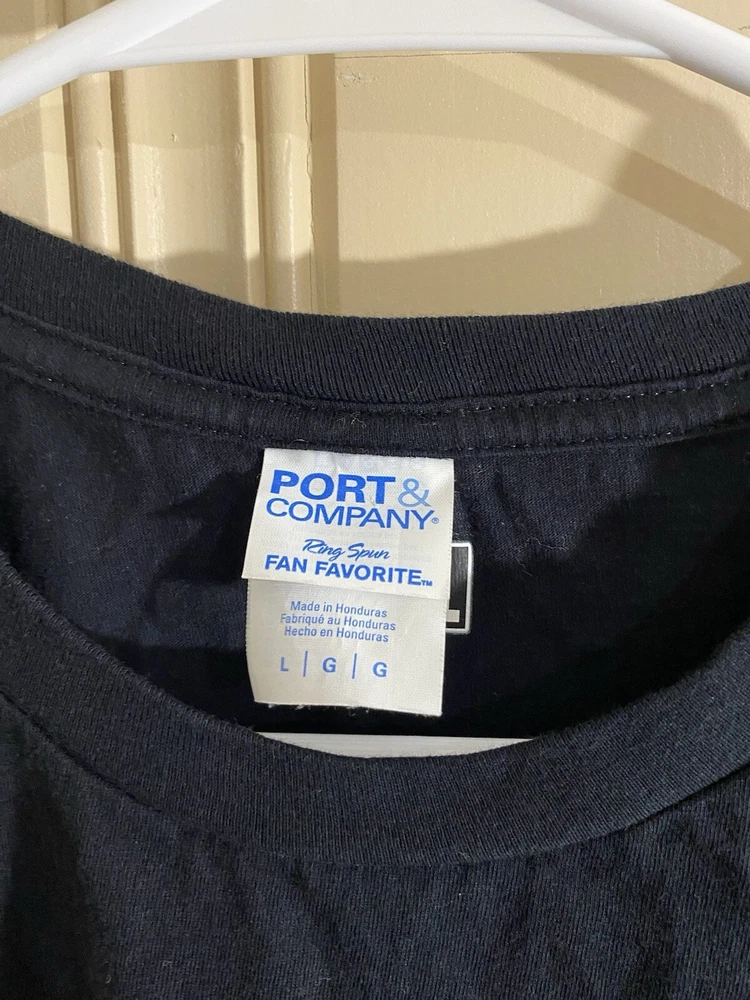 PORT &
COMPANY®
Ring Spun
FAN FAVORITE™
Made in Honduras
Fabriqué au Honduras
Hecho en Honduras
L | G | G